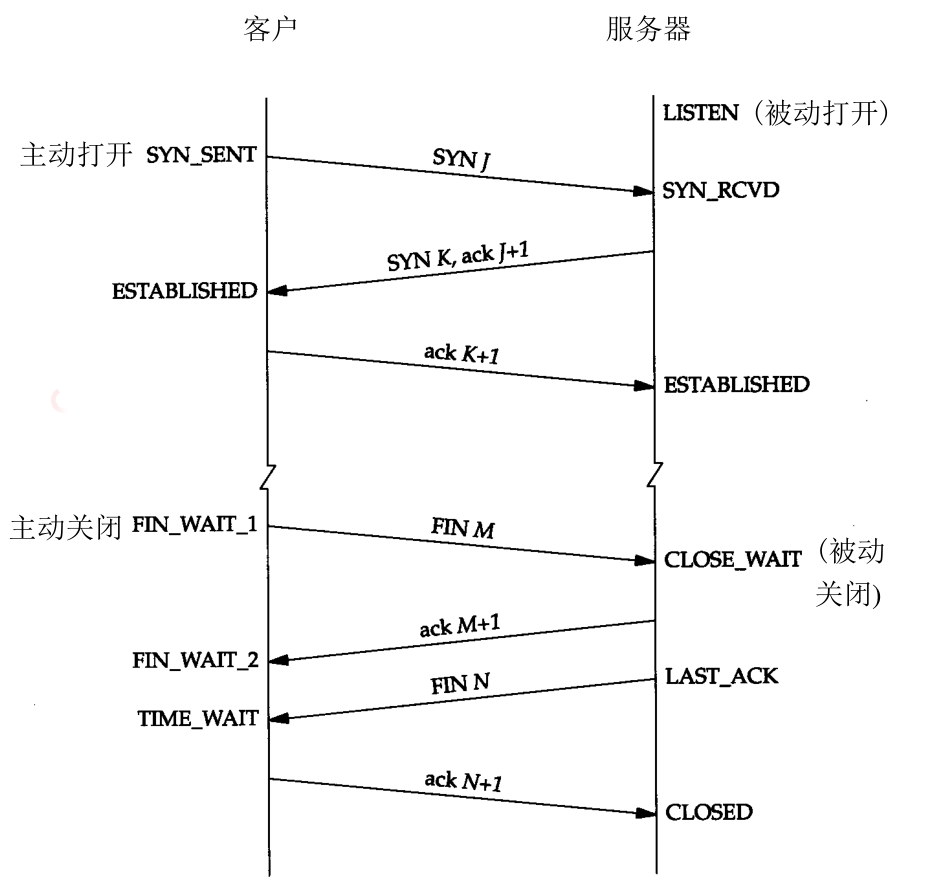 客户
服务器
LISTEN（被动打开）
主动打开 SYN_SENT
SYN J
SYN_RCVD
SYN K, ack J+1
ESTABLISHED
ack K+1
ESTABLISHED
主动关闭 FIN_WAIT_1
FIN M
CLOSE_WAIT（被动
关闭)
ack M+1
FIN_WAIT_2
FIN N
LAST_ACK
TIME_WAIT
ack N+1
CLOSED